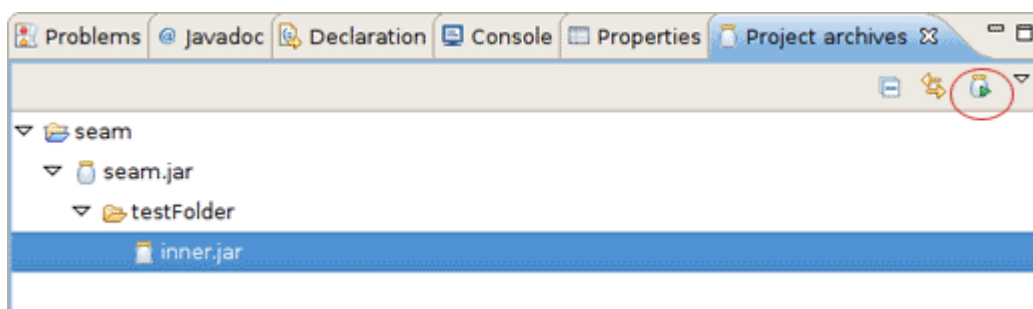 Problems @ Javadoc Declaration Console Properties Project archives
seam
seam.jar
testFolder
inner.jar